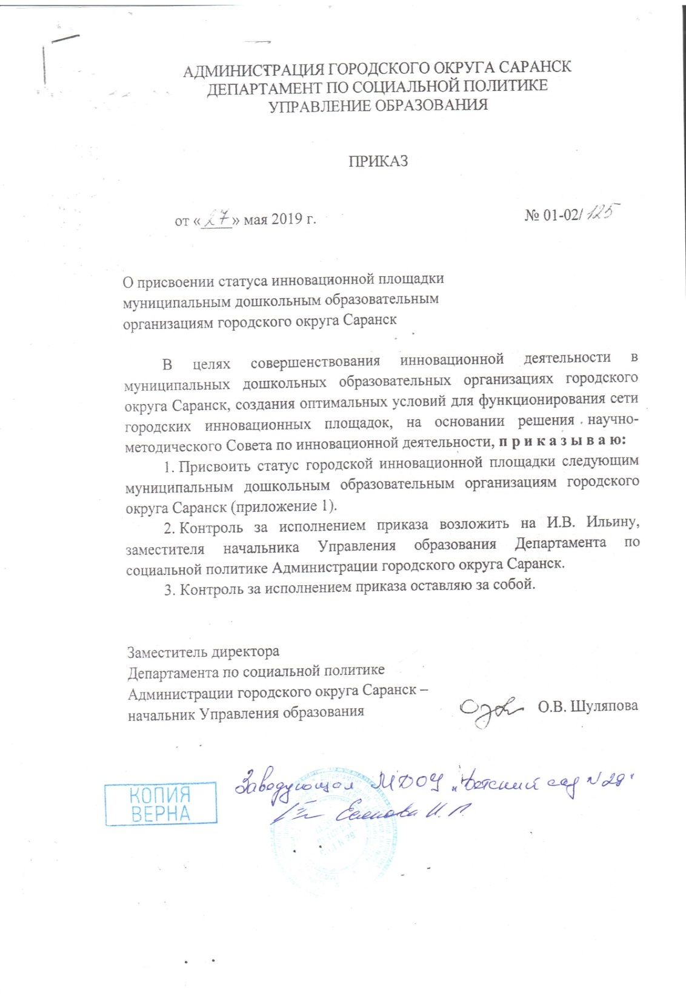 АДМИНИСТРАЦИЯ ГОРОДСКОГО ОКРУГА САРАНСК
ДЕПАРТАМЕНТ ПО СОЦИАЛЬНОЙ ПОЛИТИКЕ
УПРАВЛЕНИЕ ОБРАЗОВАНИЯ
ПРИКАЗ
от «27» мая 2019 г. № 01-02/125
О присвоении статуса инновационной площадки
муниципальным дошкольным образовательным
организациям городского округа Саранск
В целях совершенствования инновационной деятельности в
муниципальных дошкольных образовательных организациях городского
округа Саранск, создания оптимальных условий для функционирования сети
городских инновационных площадок, на основании решения научно-
методического Совета по инновационной деятельности, п р и к а з ы в а ю:
1. Присвоить статус городской инновационной площадки следующим
муниципальным дошкольным образовательным организациям городского
округа Саранск (приложение 1).
2. Контроль за исполнением приказа возложить на И.В. Ильину,
заместителя начальника Управления образования Департамента по
социальной политике Администрации городского округа Саранск.
3. Контроль за исполнением приказа оставляю за собой.
Заместитель директора
Департамента по социальной политике
Администрации городского округа Саранск –
начальник Управления образования О.В. Шуляпова
КОПИЯ
ВЕРНА
Заведующая МДОУ „Детский сад №29"